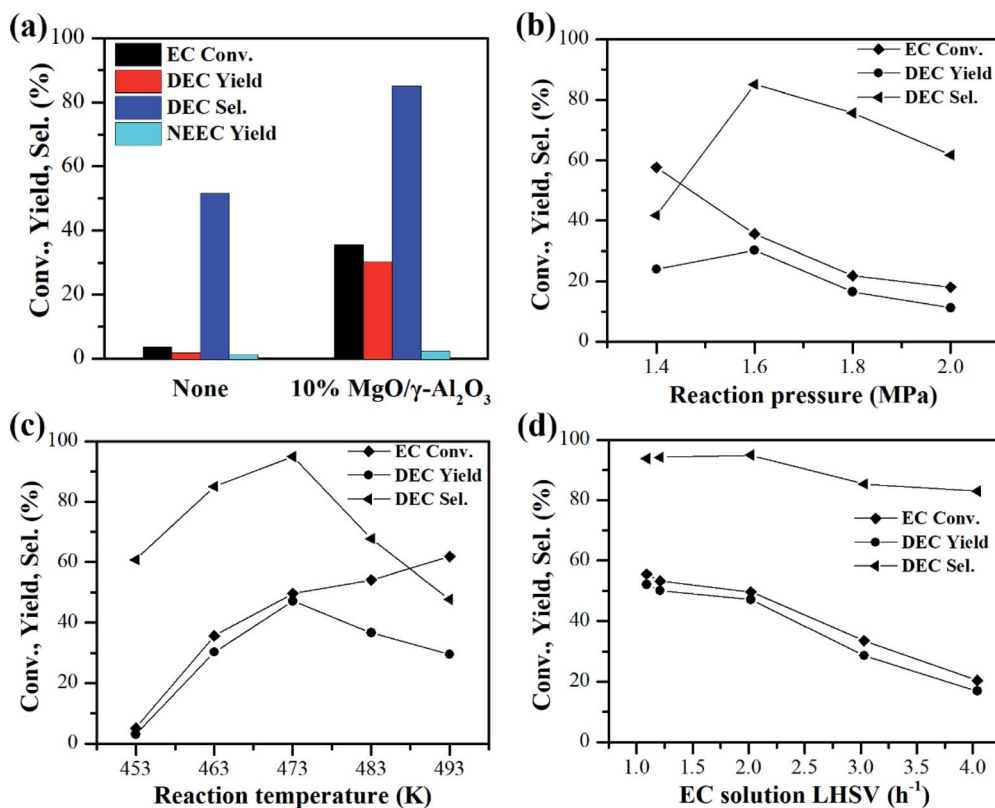 (a)
100
80
60
40
20
0
Conv., Yield, Sel. (%)
EC Conv.
DEC Yield
DEC Sel.
NEEC Yield
None
10% MgO/γ-Al₂O₃
(b)
100
80
60
40
20
0
Conv., Yield, Sel. (%)
EC Conv.
DEC Yield
DEC Sel.
1.4 1.6 1.8 2.0
Reaction pressure (MPa)
(c)
100
80
60
40
20
0
Conv., Yield, Sel. (%)
EC Conv.
DEC Yield
DEC Sel.
453 463 473 483 493
Reaction temperature (K)
(d)
100
80
60
40
20
0
Conv., Yield, Sel. (%)
EC Conv.
DEC Yield
DEC Sel.
1.0 1.5 2.0 2.5 3.0 3.5 4.0
EC solution LHSV (h⁻¹)